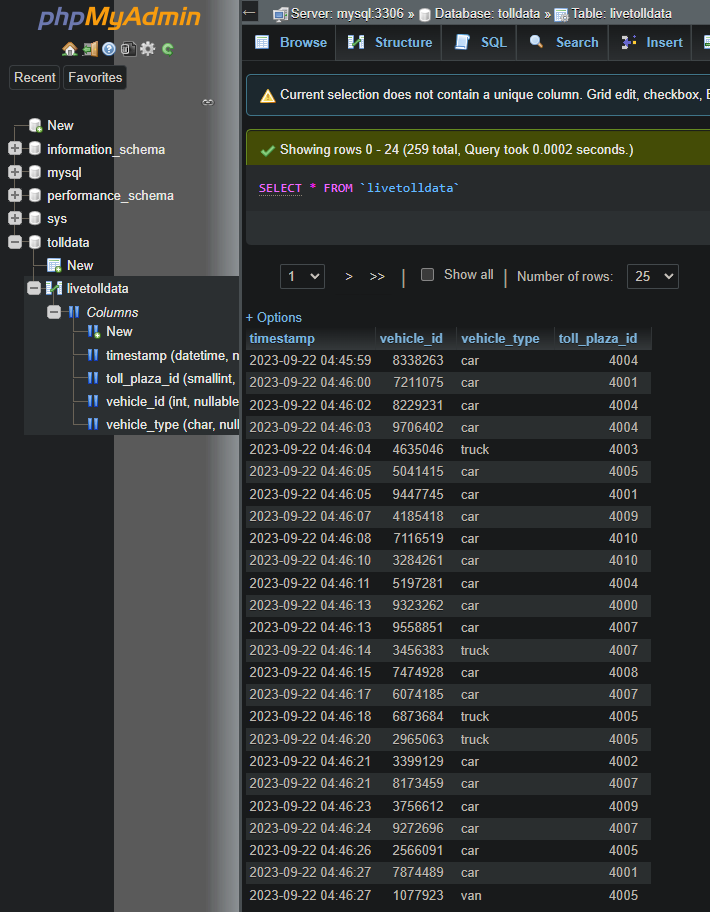 phpMyAdmin
Recent Favorites
New
information_schema
mysql
performance_schema
sys
tolldata
New
livetolldata
Columns
New
timestamp (datetime, n
toll_plaza_id (smallint,
vehicle_id (int, nullable
vehicle_type (char, null
Server: mysql:3306 » Database: tolldata » Table: livetolldata
Browse Structure SQL Search Insert
Current selection does not contain a unique column. Grid edit, checkbox, E
Showing rows 0 - 24 (259 total, Query took 0.0002 seconds.)
SELECT * FROM `livetolldata`
1 > >> | Show all | Number of rows: 25
+ Options
timestamp vehicle_id vehicle_type toll_plaza_id
2023-09-22 04:45:59 8338263 car 4004
2023-09-22 04:46:00 7211075 car 4001
2023-09-22 04:46:02 8229231 car 4004
2023-09-22 04:46:03 9706402 car 4004
2023-09-22 04:46:04 4635046 truck 4003
2023-09-22 04:46:05 5041415 car 4005
2023-09-22 04:46:05 9447745 car 4001
2023-09-22 04:46:07 4185418 car 4009
2023-09-22 04:46:08 7116519 car 4010
2023-09-22 04:46:10 3284261 car 4010
2023-09-22 04:46:11 5197281 car 4004
2023-09-22 04:46:13 9323262 car 4000
2023-09-22 04:46:13 9558851 car 4007
2023-09-22 04:46:14 3456383 truck 4007
2023-09-22 04:46:15 7474928 car 4008
2023-09-22 04:46:17 6074185 car 4007
2023-09-22 04:46:18 6873684 truck 4005
2023-09-22 04:46:20 2965063 truck 4005
2023-09-22 04:46:21 3399129 car 4002
2023-09-22 04:46:21 8173459 car 4007
2023-09-22 04:46:23 3756612 car 4009
2023-09-22 04:46:24 9272696 car 4007
2023-09-22 04:46:26 2566091 car 4005
2023-09-22 04:46:27 7874489 car 4001
2023-09-22 04:46:27 1077923 van 4005